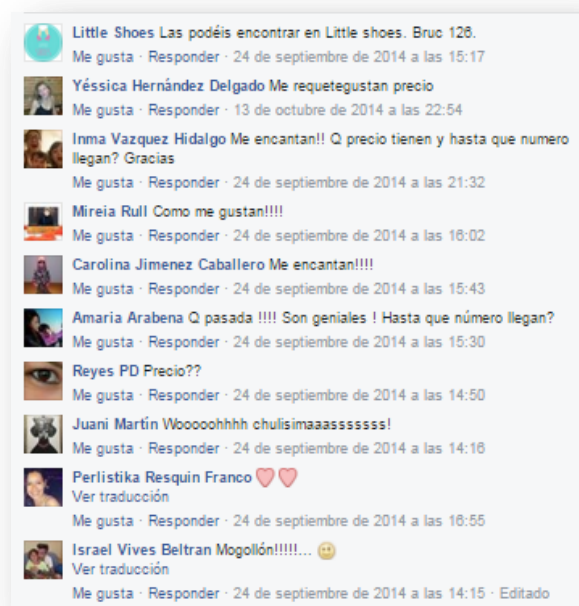 Little Shoes Las podéis encontrar en Little shoes. Bruc 126.
Me gusta · Responder · 24 de septiembre de 2014 a las 15:17
Yéssica Hernández Delgado Me requetegustan precio
Me gusta · Responder · 13 de octubre de 2014 a las 22:54
Inma Vazquez Hidalgo Me encantan!! Q precio tienen y hasta que numero
llegan? Gracias
Me gusta · Responder · 24 de septiembre de 2014 a las 21:32
Mireia Rull Como me gustan!!!!
Me gusta · Responder · 24 de septiembre de 2014 a las 16:02
Carolina Jimenez Caballero Me encantan!!!!
Me gusta · Responder · 24 de septiembre de 2014 a las 15:43
Amaria Arabena Q pasada !!!! Son geniales ! Hasta que número llegan?
Me gusta · Responder · 24 de septiembre de 2014 a las 15:30
Reyes PD Precio??
Me gusta · Responder · 24 de septiembre de 2014 a las 14:50
Juani Martín Wooooohhhh chulisimaaasssssss!
Me gusta · Responder · 24 de septiembre de 2014 a las 14:16
Perlistika Resquin Franco
Ver traducción
Me gusta · Responder · 24 de septiembre de 2014 a las 16:55
Israel Vives Beltran Mogollón!!!!!...
Ver traducción
Me gusta · Responder · 24 de septiembre de 2014 a las 14:15 · Editado